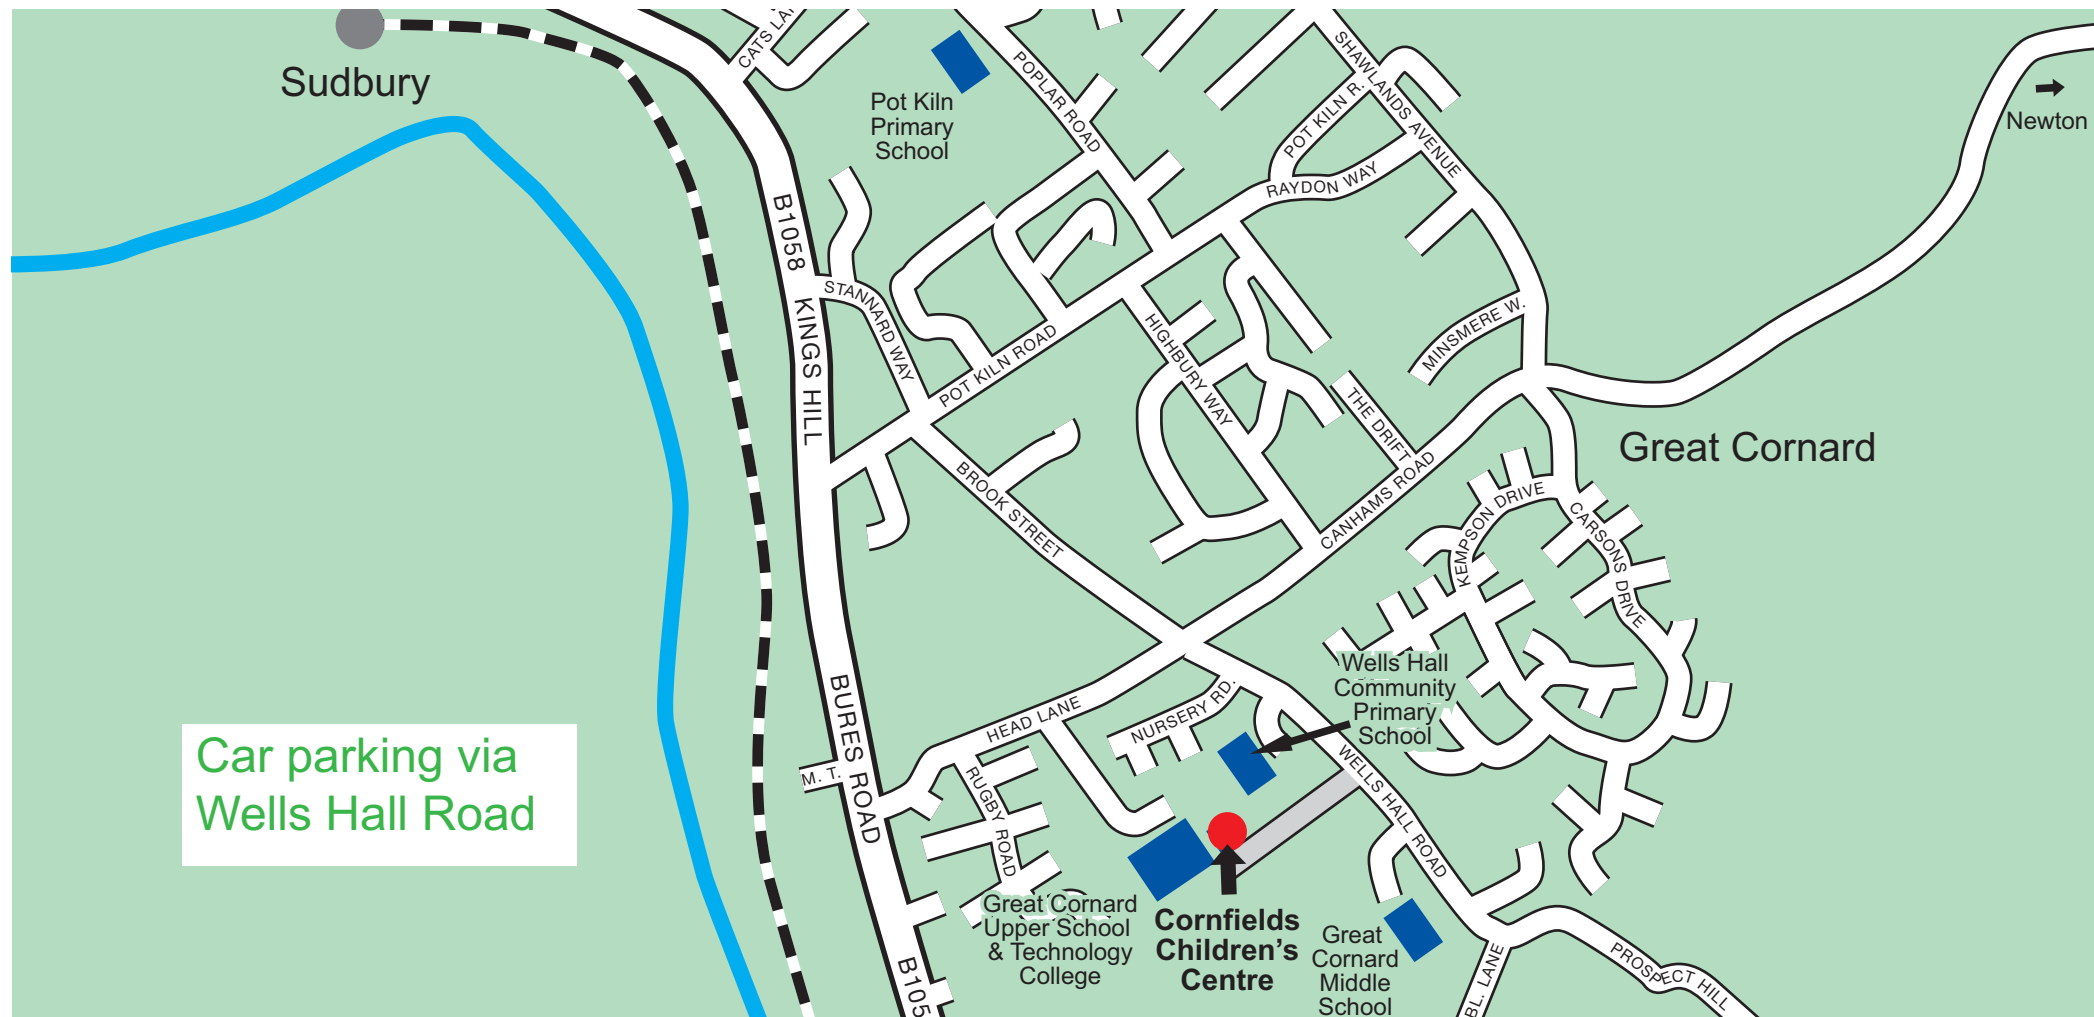 Sudbury
CATS LA
Pot Kiln
Primary
School
POPLAR ROAD
SHAWLANDS AVENUE
POT KILN R.
RAYDON WAY
Newton
B1058
KINGS HILL
STANNARD WAY
POT KILN ROAD
HIGHBURY WAY
MINSMERE W.
THE DRIFT
CANHAMS ROAD
Great Cornard
BROOK STREET
KEMPSON DRIVE
CARSONS DRIVE
Wells Hall
Community
Primary
School
BURES ROAD
HEAD LANE
NURSERY RD.
M. T.
RUGBY ROAD
WELLS HALL ROAD
Car parking via
Wells Hall Road
Great Cornard
Upper School
& Technology
College
Cornfields
Children's
Centre
Great
Cornard
Middle
School
B105
BL. LANE
PROSPECT HILL